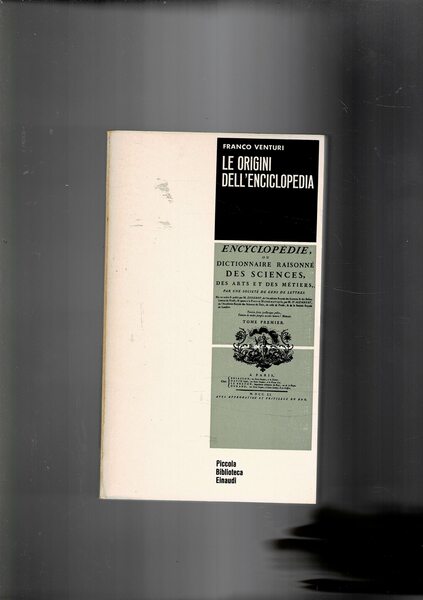 FRANCO VENTURI
LE ORIGINI
DELL'ENCICLOPEDIA
ENCYCLOPEDIE,
OU
DICTIONNAIRE RAISONNÉ
DES SCIENCES,
DES ARTS ET DES MÉTIERS,
PAR UNE SOCIETÉ DE GENS DE LETTRES
TOME PREMIER.
A PARIS,
M. DCC. LI.
AVEC APPROBATION ET PRIVILEGE DU ROY.
Piccola
Biblioteca
Einaudi